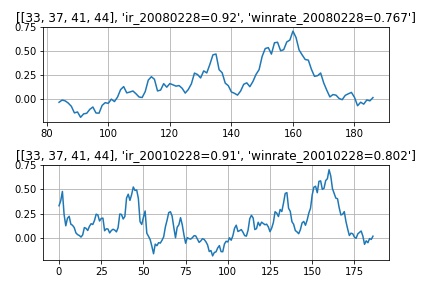 [[33, 37, 41, 44], 'ir_20080228=0.92', 'winrate_20080228=0.767']
0.75
0.50
0.25
0.00
80 100 120 140 160 180
[[33, 37, 41, 44], 'ir_20010228=0.91', 'winrate_20010228=0.802']
0.75
0.50
0.25
0.00
0 25 50 75 100 125 150 175